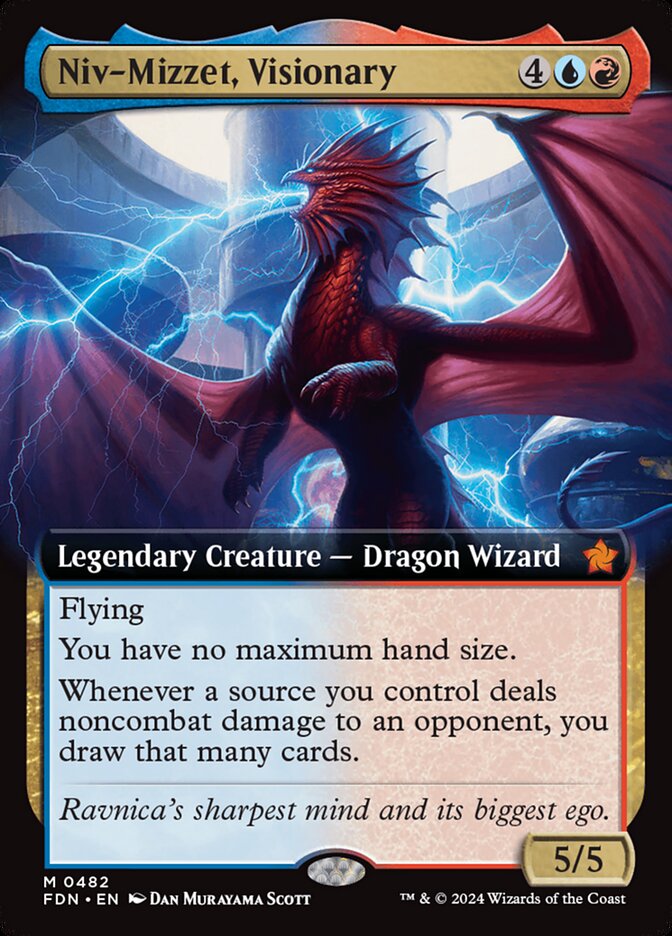 Niv-Mizzet, Visionary 4
Legendary Creature — Dragon Wizard
Flying
You have no maximum hand size.
Whenever a source you control deals
noncombat damage to an opponent, you
draw that many cards.
Ravnica's sharpest mind and its biggest ego.
5/5
M 0482
FDN • EN Dan Murayama Scott
™ & © 2024 Wizards of the Coast